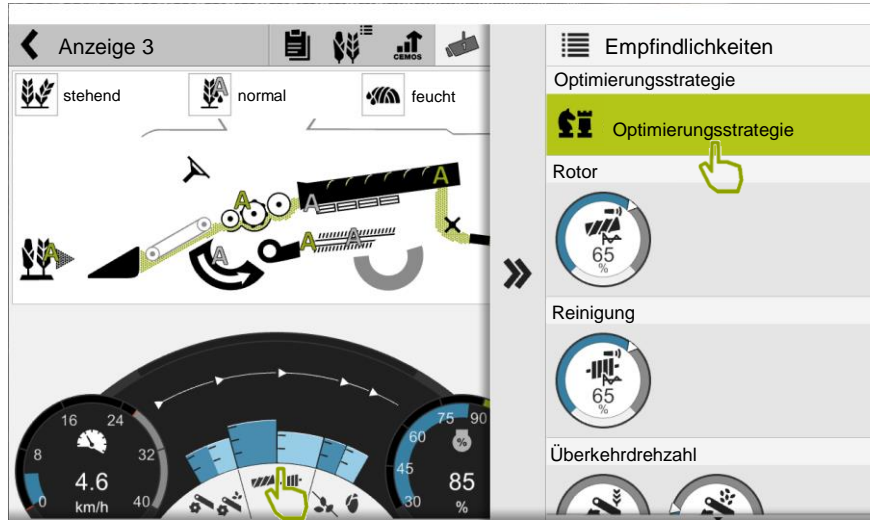 Anzeige 3
CEMOS
Empfindlichkeiten
stehend
A
normal
feucht
Optimierungsstrategie
Optimierungsstrategie
Rotor
A
A
A
A
A
A
A
A
65
%
Reinigung
65
%
Überkehrdrehzahl
0
8
16
24
32
40
4.6
km/h
30
45
60
75
90
%
85
%